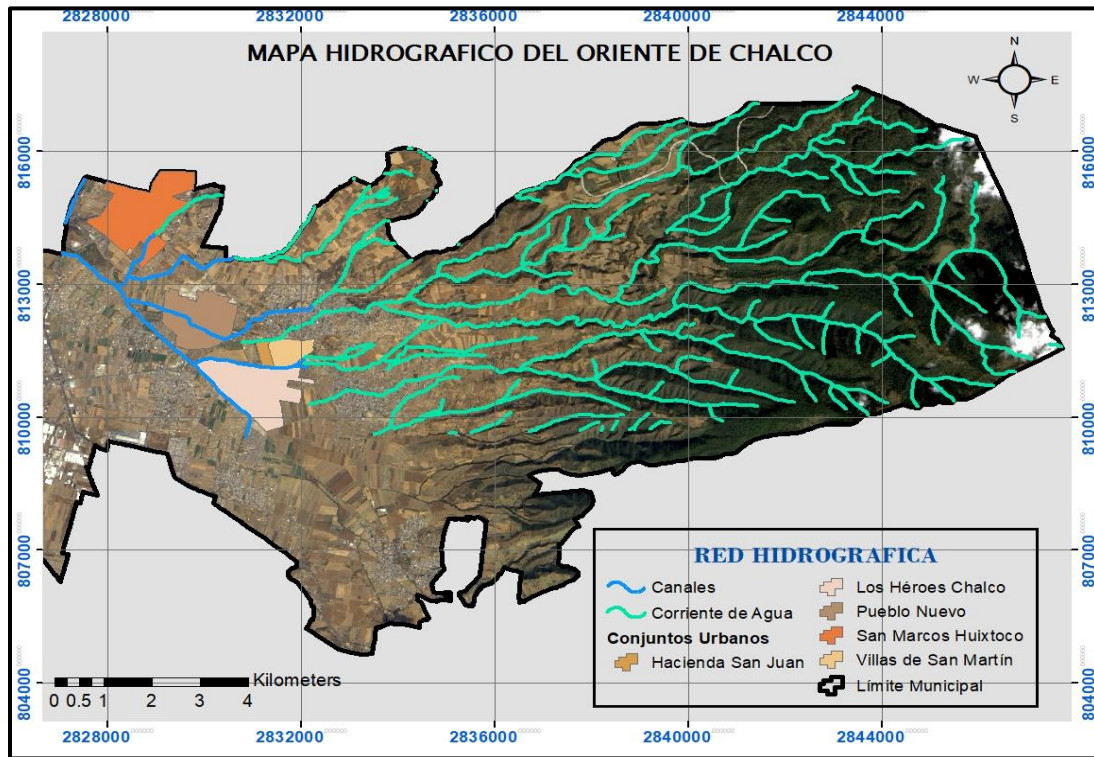 2828000 2832000 2836000 2840000 2844000
MAPA HIDROGRAFICO DEL ORIENTE DE CHALCO
N
W E
S
816000 816000
813000 813000
810000 810000
807000 807000
804000 804000
RED HIDROGRAFICA
Canales
Corriente de Agua
Conjuntos Urbanos
Hacienda San Juan
Los Héroes Chalco
Pueblo Nuevo
San Marcos Huixtoco
Villas de San Martín
Límite Municipal
Kilometers
0 0.5 1 2 3 4
2828000 2832000 2836000 2840000 2844000